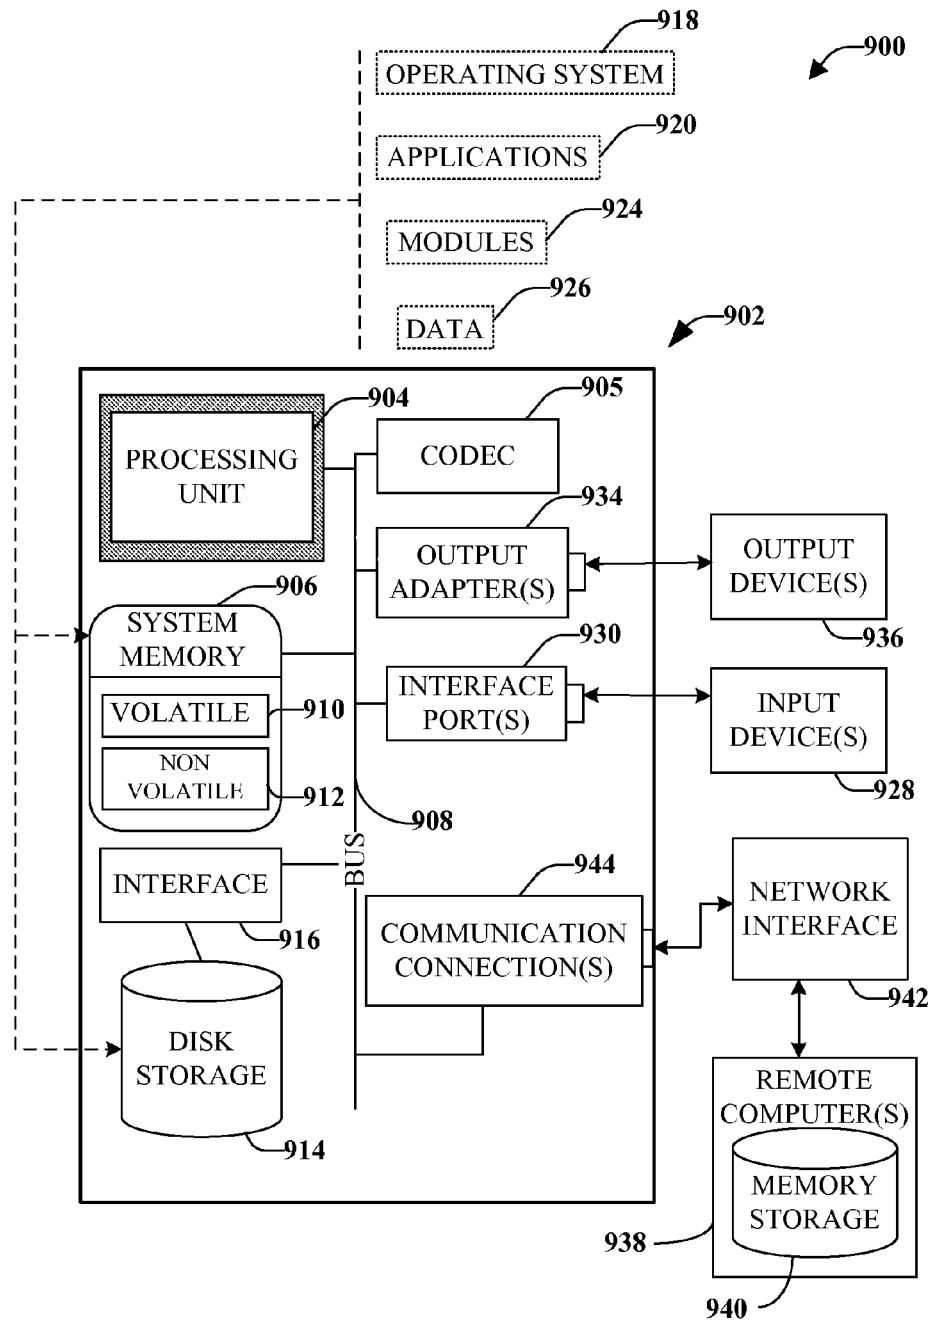 918
900
OPERATING SYSTEM
920
APPLICATIONS
924
MODULES
926
902
DATA
904
905
PROCESSING
UNIT
CODEC
934
OUTPUT
ADAPTER(S)
OUTPUT
DEVICE(S)
936
906
SYSTEM
MEMORY
930
INTERFACE
PORT(S)
INPUT
DEVICE(S)
928
VOLATILE
910
NON
VOLATILE
912
908
BUS
INTERFACE
916
944
COMMUNICATION
CONNECTION(S)
NETWORK
INTERFACE
942
DISK
STORAGE
914
REMOTE
COMPUTER(S)
MEMORY
STORAGE
938
940